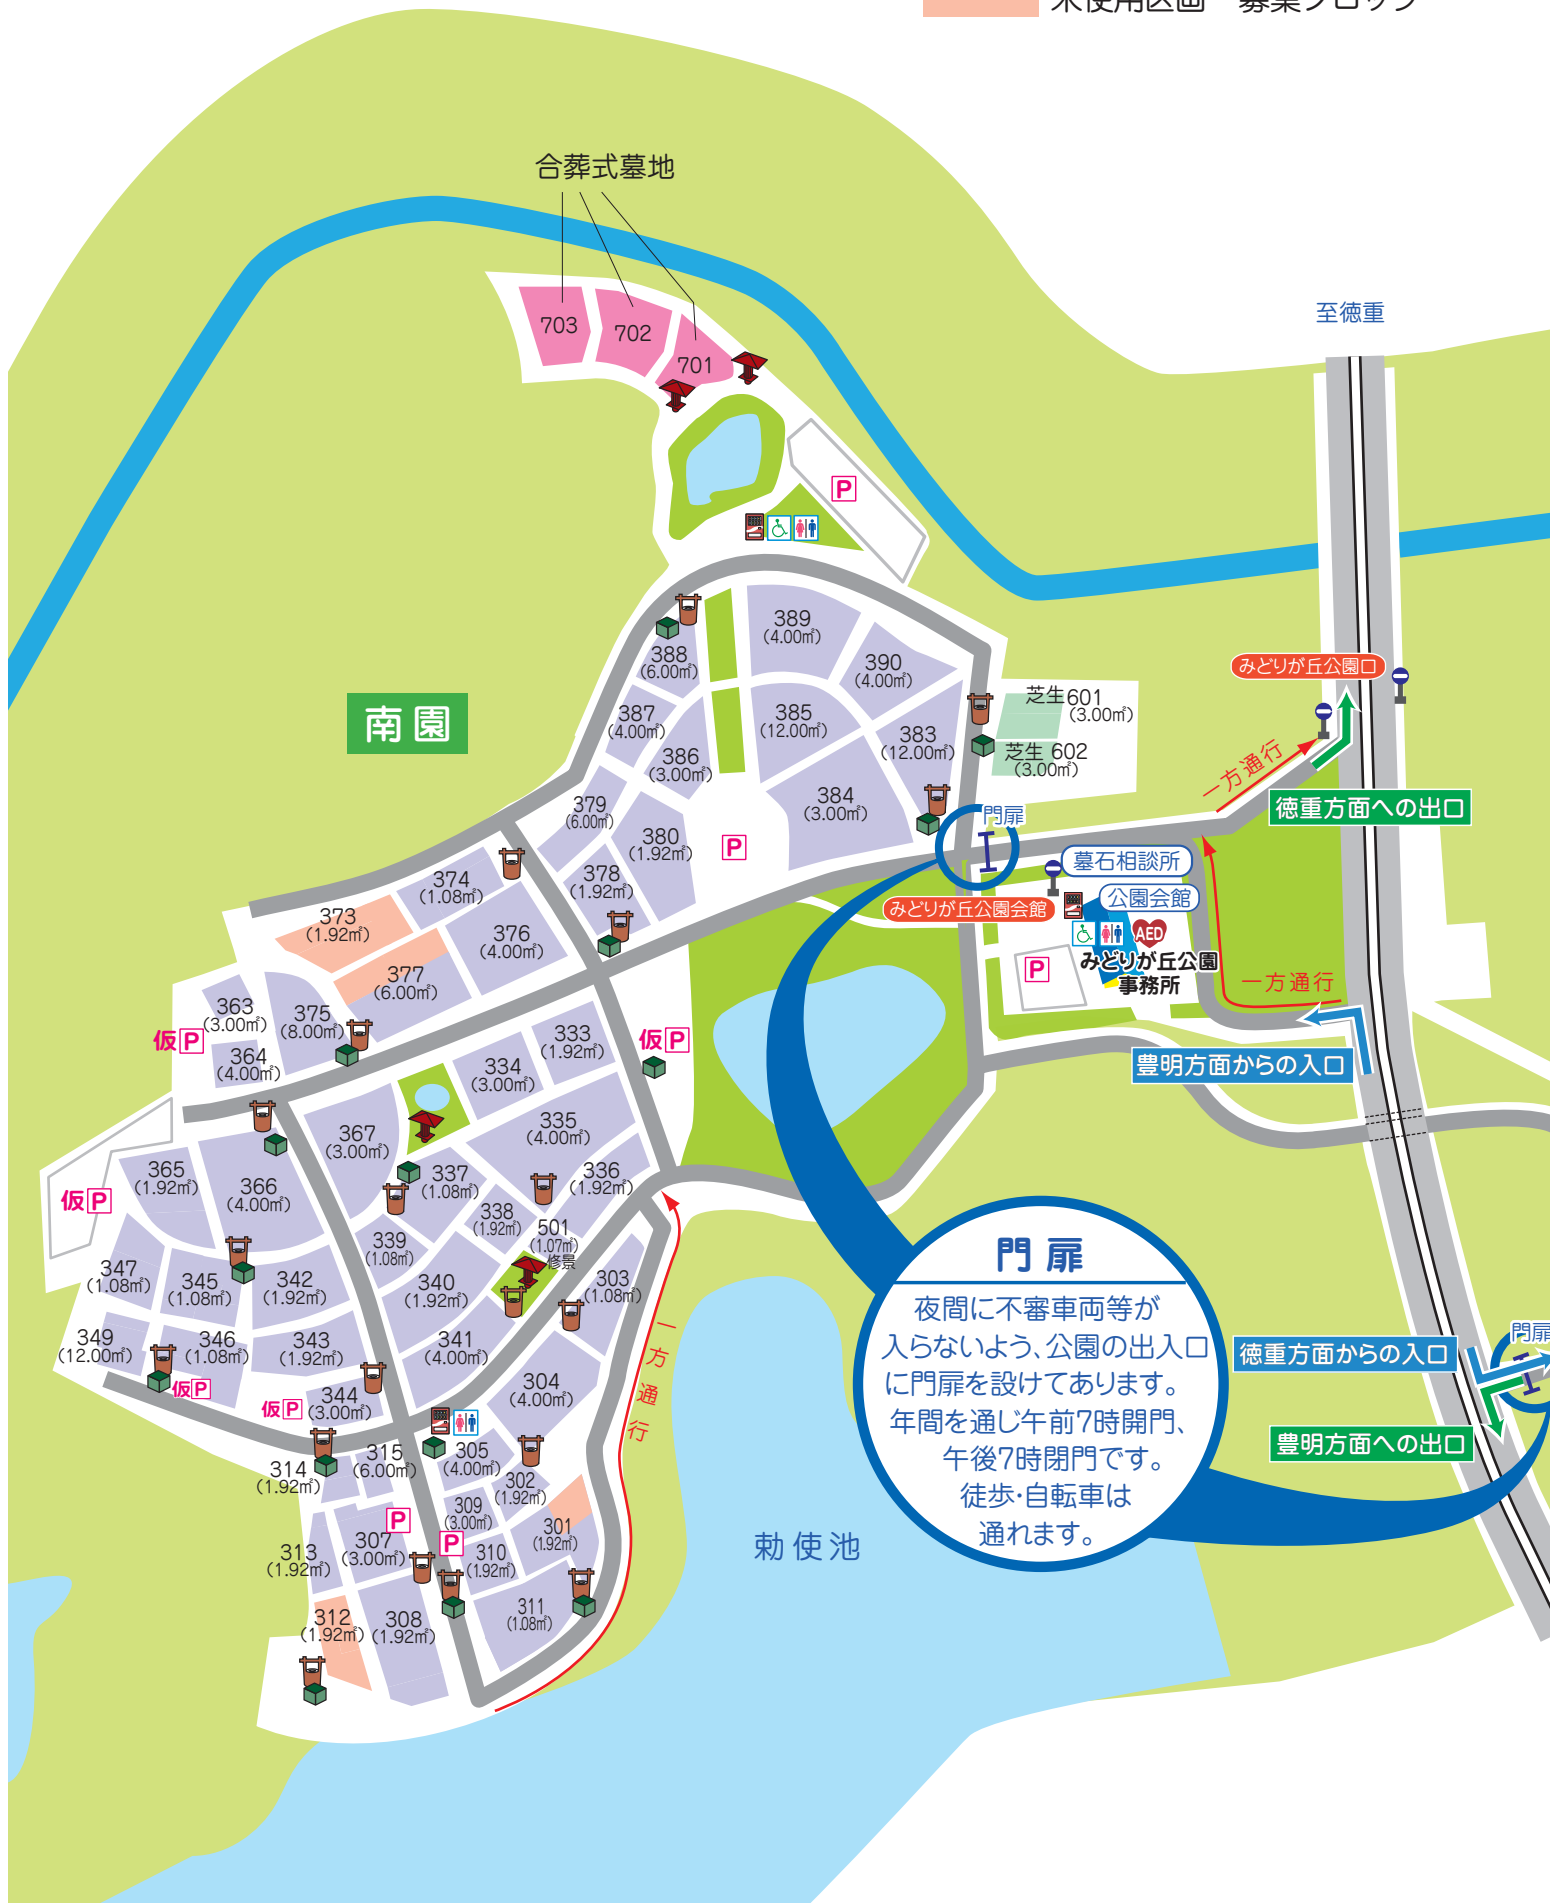 未使用区画 募集ブロック
合葬式墓地
703
702
701
至徳重
P
389
(4.00㎡)
388
(6.00㎡)
390
(4.00㎡)
みどりが丘公園口
芝生601
(3.00㎡)
南園
387
(4.00㎡)
385
(12.00㎡)
383
(12.00㎡)
386
(3.00㎡)
芝生 602
(3.00㎡)
一方通行
379
(6.00㎡)
384
(3.00㎡)
徳重方面への出口
門扉
380
(1.92㎡)
P
墓石相談所
378
(1.92㎡)
374
(1.08㎡)
公園会館
みどりが丘公園会館
373
(1.92㎡)
AED
376
(4.00㎡)
みどりが丘公園
事務所
P
377
(6.00㎡)
一方通行
363
(3.00㎡)
375
(8.00㎡)
仮P
仮P
333
(1.92㎡)
364
(4.00㎡)
334
(3.00㎡)
豊明方面からの入口
335
(4.00㎡)
367
(3.00㎡)
365
(1.92㎡)
337
(1.08㎡)
336
(1.92㎡)
366
(4.00㎡)
仮P
338
(1.92㎡)
501
(1.07㎡)
修景
339
(1.08㎡)
347
(1.08㎡)
345
(1.08㎡)
342
(1.92㎡)
340
(1.92㎡)
303
(1.08㎡)
門扉
夜間に不審車両等が
入らないよう、公園の出入口
に門扉を設けてあります。
年間を通じ午前7時開門、
午後7時閉門です。
徒歩・自転車は
通れます。
349
(12.00㎡)
346
(1.08㎡)
343
(1.92㎡)
341
(4.00㎡)
一方通行
門扉
徳重方面からの入口
仮P
仮P
344
(3.00㎡)
304
(4.00㎡)
豊明方面への出口
314
(1.92㎡)
315
(6.00㎡)
305
(4.00㎡)
302
(1.92㎡)
309
(3.00㎡)
P
P
301
(1.92㎡)
307
(3.00㎡)
313
(1.92㎡)
310
(1.92㎡)
勅使池
312
(1.92㎡)
308
(1.92㎡)
311
(1.08㎡)